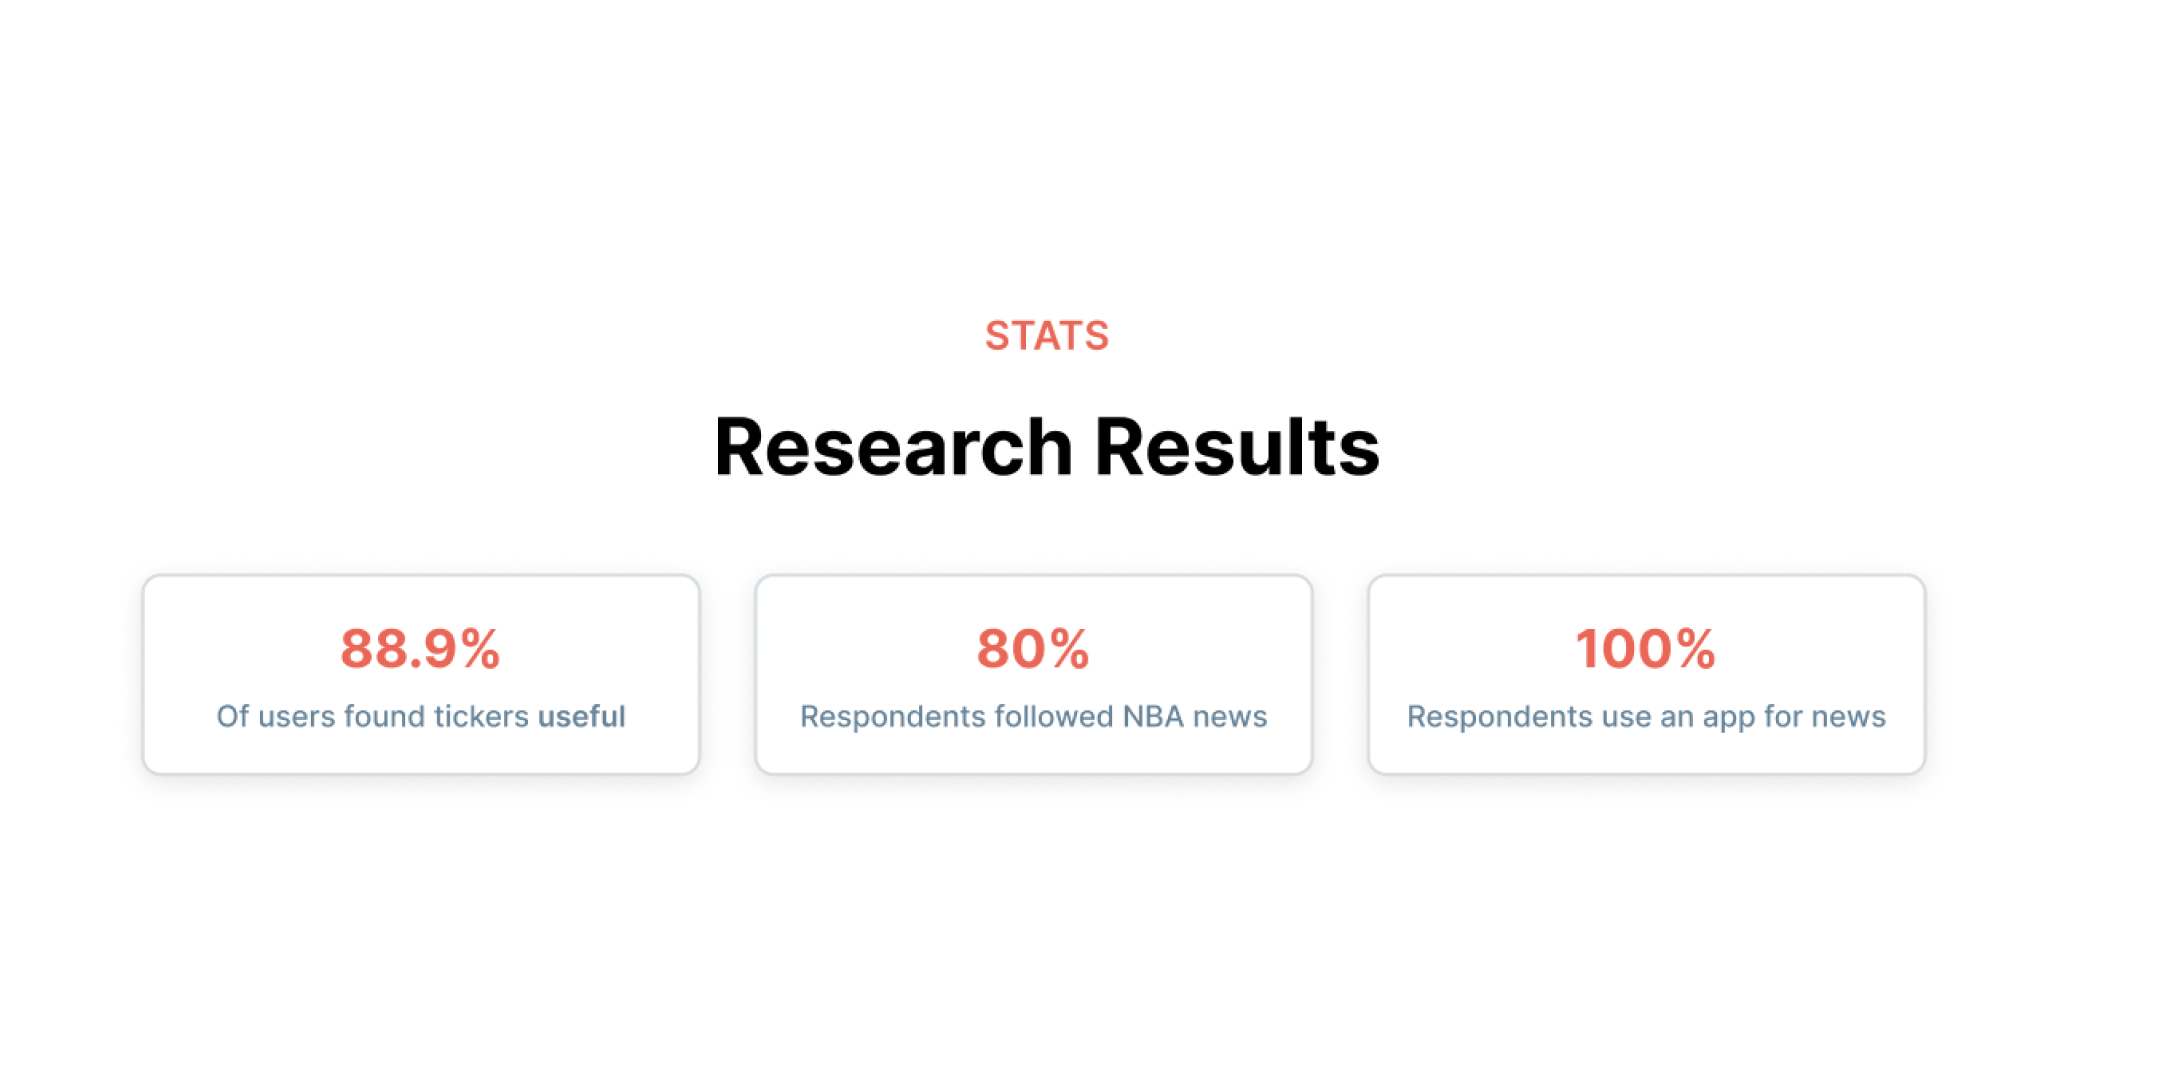 STATS
Research Results
88.9%
Of users found tickers useful
80%
Respondents followed NBA news
100%
Respondents use an app for news